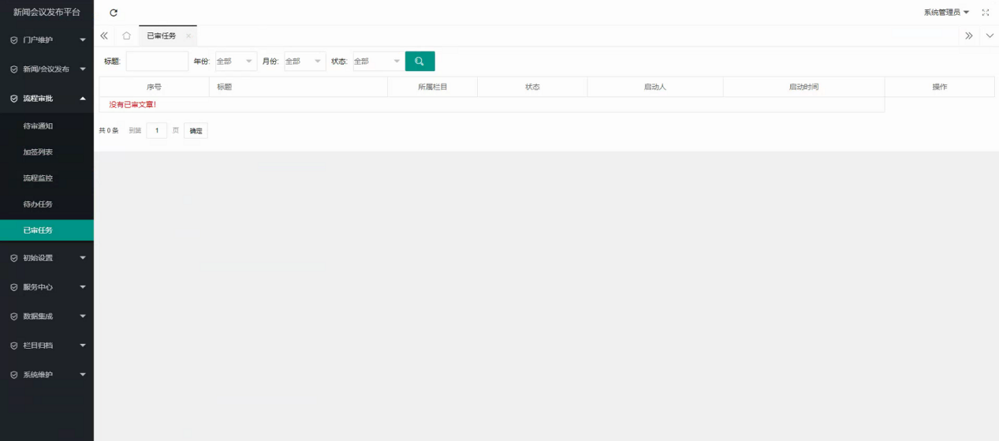 新闻会议发布平台
系统管理员
门户维护
新闻/会议发布
流程审批
待审通知
加签列表
流程监控
待办任务
已审任务
初始设置
服务中心
数据集成
栏目归档
系统维护
已审任务
标题: 年份: 全部 月份: 全部 状态: 全部
序号 标题 所属栏目 状态 启动人 启动时间 操作
没有已审文章!
共 0 条 到第 1 页 确定